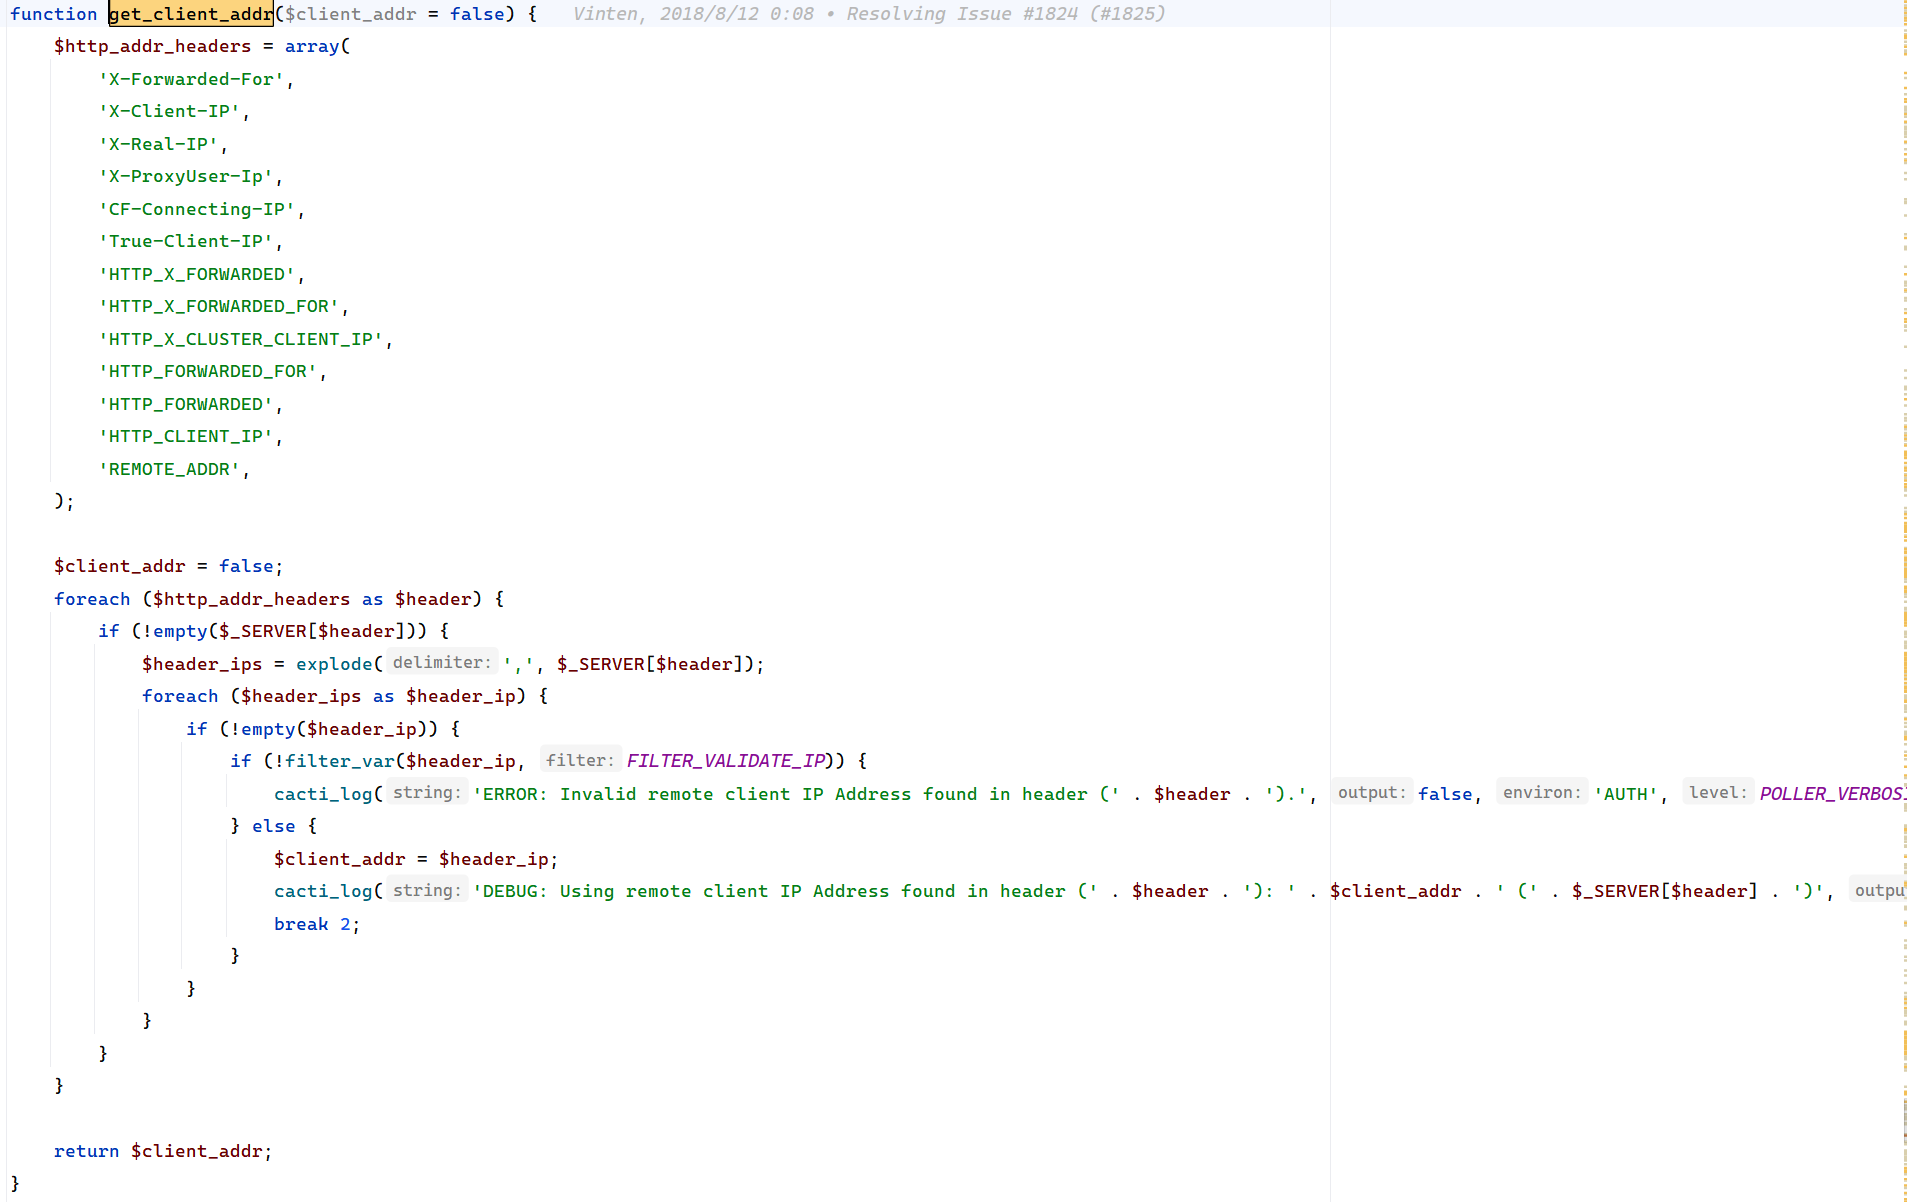 function get_client_addr($client_addr = false) {   Vinten, 2018/8/12 0:08 • Resolving Issue #1824 (#1825)
    $http_addr_headers = array(
        'X-Forwarded-For',
        'X-Client-IP',
        'X-Real-IP',
        'X-ProxyUser-Ip',
        'CF-Connecting-IP',
        'True-Client-IP',
        'HTTP_X_FORWARDED',
        'HTTP_X_FORWARDED_FOR',
        'HTTP_X_CLUSTER_CLIENT_IP',
        'HTTP_FORWARDED_FOR',
        'HTTP_FORWARDED',
        'HTTP_CLIENT_IP',
        'REMOTE_ADDR',
    );

    $client_addr = false;
    foreach ($http_addr_headers as $header) {
        if (!empty($_SERVER[$header])) {
            $header_ips = explode( delimiter: ',', $_SERVER[$header]);
            foreach ($header_ips as $header_ip) {
                if (!empty($header_ip)) {
                    if (!filter_var($header_ip, filter: FILTER_VALIDATE_IP)) {
                        cacti_log( string: 'ERROR: Invalid remote client IP Address found in header (' . $header . ').', output: false, environ: 'AUTH', level: POLLER_VERBOS
                    } else {
                        $client_addr = $header_ip;
                        cacti_log( string: 'DEBUG: Using remote client IP Address found in header (' . $header . '): ' . $client_addr . ' (' . $_SERVER[$header] . ')', outpu
                        break 2;
                    }
                }
            }
        }
    }

    return $client_addr;
}